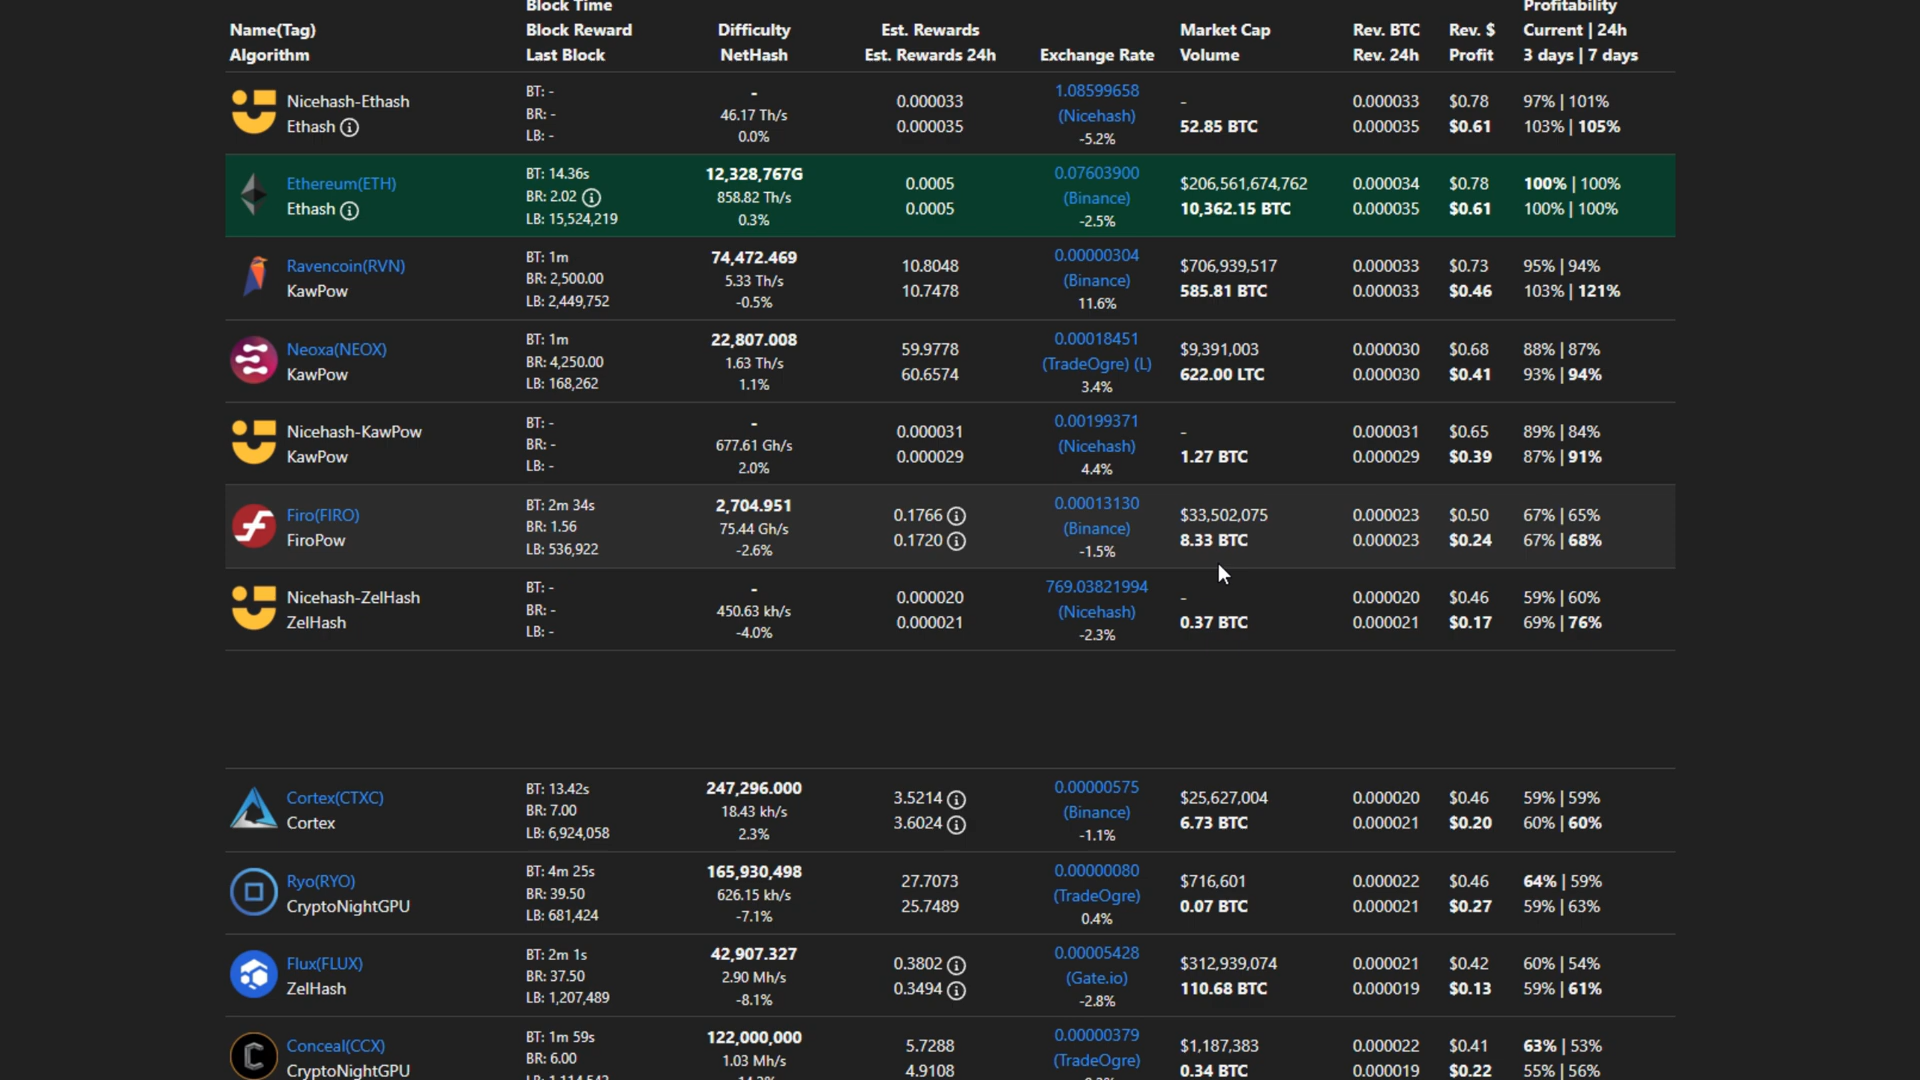 Block Time Profitability
Name(Tag) Block Reward Difficulty Est. Rewards Market Cap Rev. BTC Rev. $ Current | 24h
Algorithm Last Block NetHash Est. Rewards 24h Exchange Rate Volume Rev. 24h Profit 3 days | 7 days
BT: - 1.08599658
Nicehash-Ethash - 0.000033 - 0.000033 $0.78 97% | 101%
BR: - 46.17 Th/s (Nicehash)
Ethash 0.000035 52.85 BTC 0.000035 $0.61 103% | 105%
LB: - 0.0% -5.2%
BT: 14.36s 12,328,767G 0.07603900
Ethereum(ETH) 0.0005 $206,561,674,762 0.000034 $0.78 100% | 100%
BR: 2.02 858.82 Th/s (Binance)
Ethash 0.0005 10,362.15 BTC 0.000035 $0.61 100% | 100%
LB: 15,524,219 0.3% -2.5%
BT: 1m 74,472.469 0.00000304
Ravencoin(RVN) 10.8048 $706,939,517 0.000033 $0.73 95% | 94%
BR: 2,500.00 5.33 Th/s (Binance)
KawPow 10.7478 585.81 BTC 0.000033 $0.46 103% | 121%
LB: 2,449,752 -0.5% 11.6%
BT: 1m 22,807.008 0.00018451
Neoxa(NEOX) 59.9778 $9,391,003 0.000030 $0.68 88% | 87%
BR: 4,250.00 1.63 Th/s (TradeOgre) (L)
KawPow 60.6574 622.00 LTC 0.000030 $0.41 93% | 94%
LB: 168,262 1.1% 3.4%
BT: - - 0.00199371
Nicehash-KawPow 0.000031 - 0.000031 $0.65 89% | 84%
BR: - 677.61 Gh/s (Nicehash)
KawPow 0.000029 1.27 BTC 0.000029 $0.39 87% | 91%
LB: - 2.0% 4.4%
BT: 2m 34s 2,704.951 0.00013130
Firo(FIRO) 0.1766 $33,502,075 0.000023 $0.50 67% | 65%
BR: 1.56 75.44 Gh/s (Binance)
FiroPow 0.1720 8.33 BTC 0.000023 $0.24 67% | 68%
LB: 536,922 -2.6% -1.5%
BT: - - 769.03821994
Nicehash-ZelHash 0.000020 - 0.000020 $0.46 59% | 60%
BR: - 450.63 kh/s (Nicehash)
ZelHash 0.000021 0.37 BTC 0.000021 $0.17 69% | 76%
LB: - -4.0% -2.3%
BT: 13.42s 247,296.000 0.00000575
Cortex(CTXC) 3.5214 $25,627,004 0.000020 $0.46 59% | 59%
BR: 7.00 18.43 kh/s (Binance)
Cortex 3.6024 6.73 BTC 0.000021 $0.20 60% | 60%
LB: 6,924,058 2.3% -1.1%
BT: 4m 25s 165,930,498 0.00000080
Ryo(RYO) 27.7073 $716,601 0.000022 $0.46 64% | 59%
BR: 39.50 626.15 kh/s (TradeOgre)
CryptoNightGPU 25.7489 0.07 BTC 0.000021 $0.27 59% | 63%
LB: 681,424 -7.1% 0.4%
BT: 2m 1s 42,907.327 0.00005428
Flux(FLUX) 0.3802 $312,939,074 0.000021 $0.42 60% | 54%
BR: 37.50 2.90 Mh/s (Gate.io)
ZelHash 0.3494 110.68 BTC 0.000019 $0.13 59% | 61%
LB: 1,207,489 -8.1% -2.8%
BT: 1m 59s 122,000,000 0.00000379
Conceal(CCX) 5.7288 $1,187,383 0.000022 $0.41 63% | 53%
BR: 6.00 1.03 Mh/s (TradeOgre)
CryptoNightGPU 4.9108 0.34 BTC 0.000019 $0.22 55% | 56%